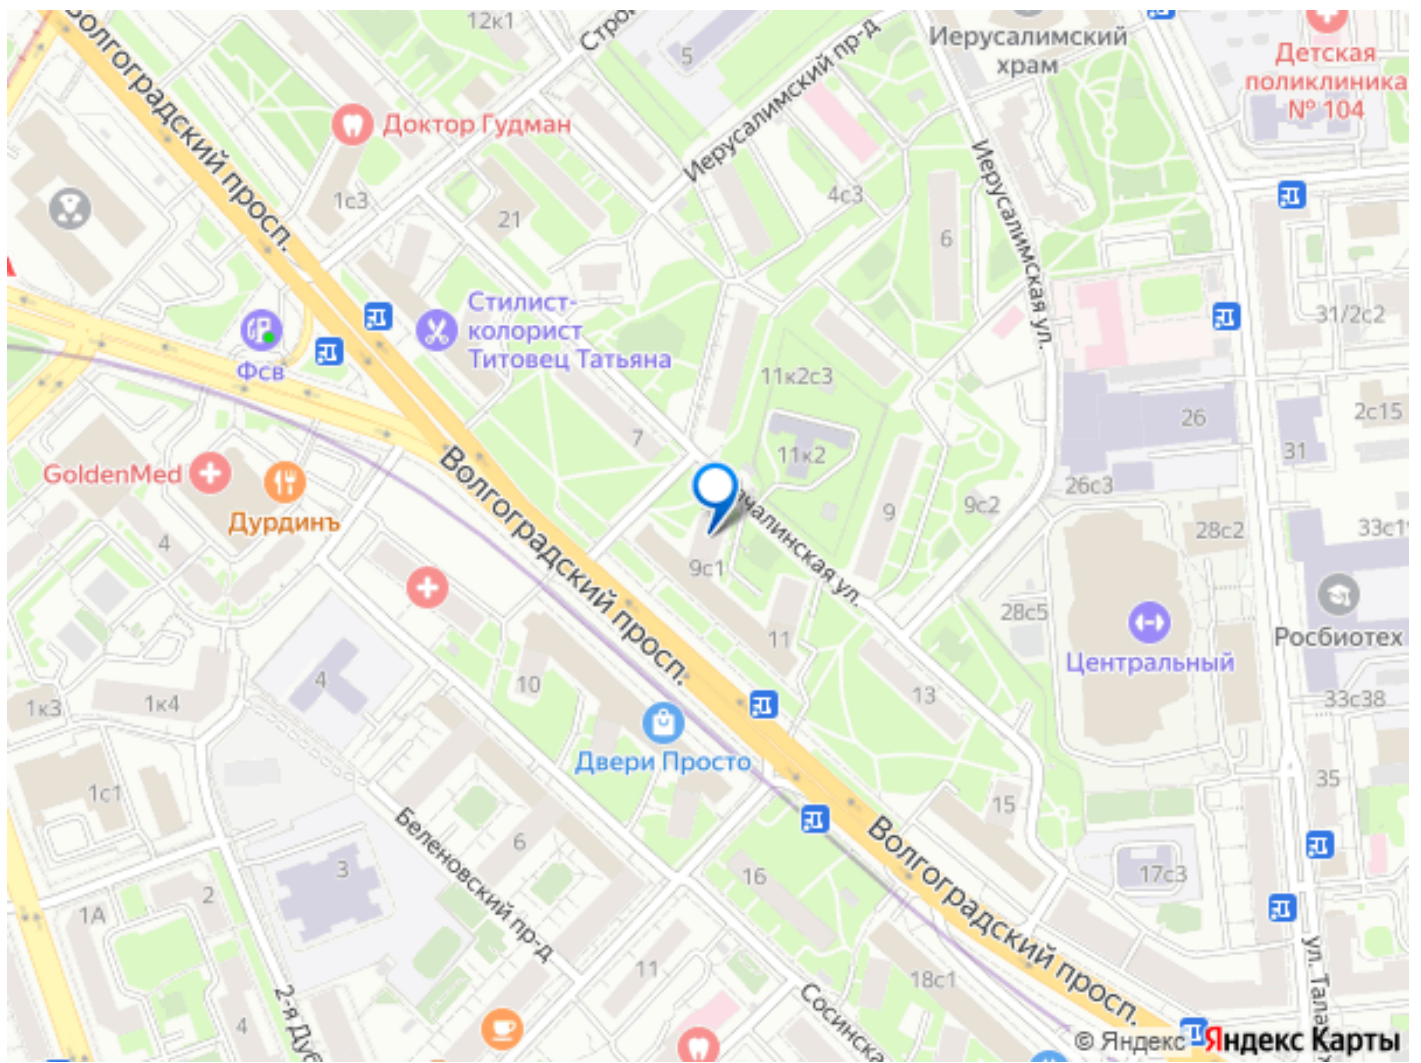 12к1
Стро
5
Иерусалимский
храм
Детская
поликлиника
№ 104
Волгоградский просп.
Доктор Гудман
Иерусалимский пр-д
Иерусалимская ул.
1с3
21
4с3
6
Стилист-
колорист
Титовец Татьяна
Фсв
31/2с2
11к2с3
2с15
26
7
11к2
31
GoldenMed
Дурдинъ
4
Волгоградский просп.
чалинская ул.
26с3
9
9с2
28с2
33с1
9с1
28с5
11
Росбиотех
Центральный
4
10
13
33с38
1к3
1к4
Двери Просто
1с1
15
35
Беленовский пр-д
6
Волгоградский просп.
3
16
17с3
1А
2
11
18с1
ул. Тала
2-я Дуб
4
Сосинска
© Яндекс Яндекс Карты